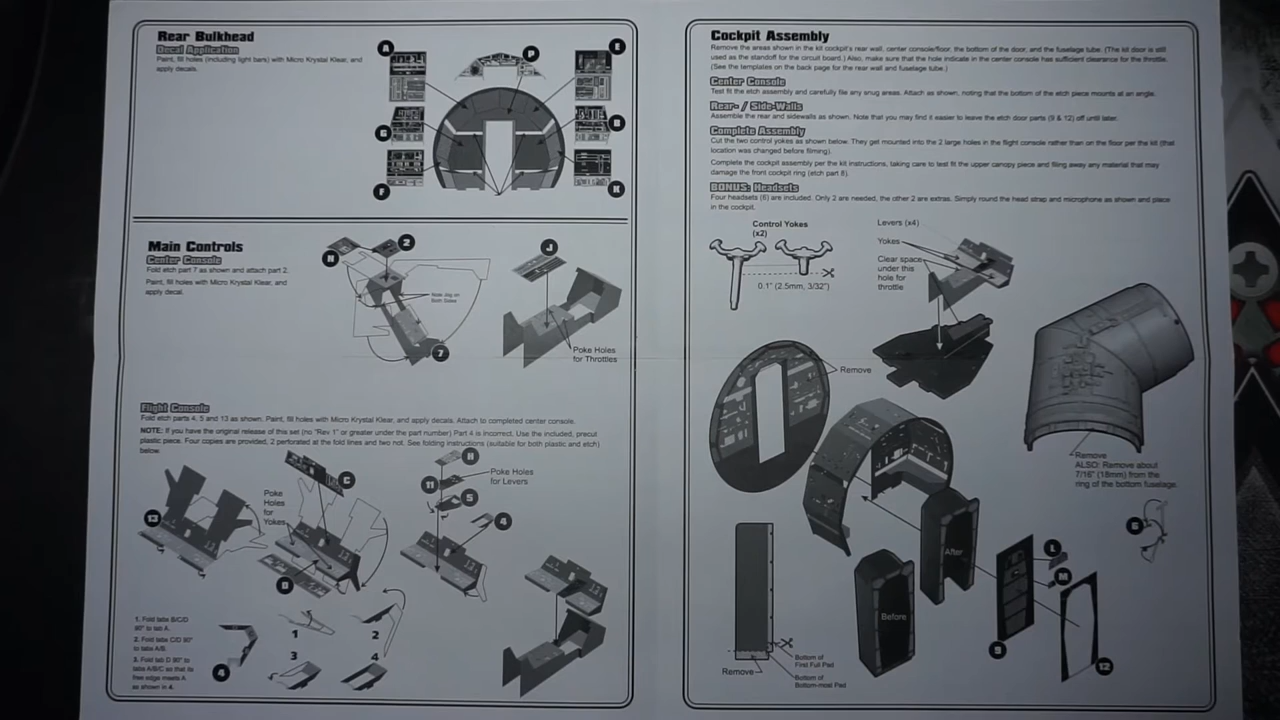 Rear Bulkhead
Decal Application
Paint, fill holes (including light bars) with Micro Krystal Klear, and
apply decals.
A
P
E
G
B
F
K
Main Controls
Center Console
Fold etch part 7 as shown and attach part 2.
Paint, fill holes with Micro Krystal Klear, and
apply decal.
N
2
J
Note Jog on
Both Sides
7
Poke Holes
for Throttles
Flight Console
Fold etch parts 4, 5 and 13 as shown. Paint, fill holes with Micro Krystal Klear, and apply decals. Attach to completed center console.
NOTE: If you have the original release of this set (no "Rev 1" or greater under the part number) Part 4 is incorrect. Use the included, precut
plastic piece. Four copies are provided, 2 perforated at the fold lines and two not. See folding instructions (suitable for both plastic and etch)
below.
C
H
Poke Holes
for Levers
11
5
4
Poke
Holes
for
Yokes
13
D
1. Fold tabs B/C/D
90° to tab A.
2. Fold tabs C/D 90°
to tabs A/B.
3. Fold tab D 90° to
tabs A/B/C so that its
free edge meets A
as shown in 4.
4
1
2
3
4
Cockpit Assembly
Remove the areas shown in the kit cockpit's rear wall, center console/floor, the bottom of the door, and the fuselage tube. (The kit door is still
used as the standoff for the circuit board.) Also, make sure that the hole indicate in the center console has sufficient clearance for the throttle.
(See the templates on the back page for the rear wall and fuselage tube.)
Center Console
Test fit the etch assembly and carefully file any snug areas. Attach as shown, noting that the bottom of the etch piece mounts at an angle.
Rear- / Side-Walls
Assemble the rear and sidewalls as shown. Note that you may find it easier to leave the etch door parts (9 & 12) off until later.
Complete Assembly
Cut the two control yokes as shown below. They get mounted into the 2 large holes in the flight console rather than on the floor per the kit (that
location was changed before filming).
Complete the cockpit assembly per the kit instructions, taking care to test fit the upper canopy piece and filing away any material that may
damage the front cockpit ring (etch part 8).
BONUS: Headsets
Four headsets (6) are included. Only 2 are needed, the other 2 are extras. Simply round the head strap and microphone as shown and place
in the cockpit.
Control Yokes
(x2)
0.1" (2.5mm, 3/32")
Levers (x4)
Yokes
Clear space
under this
hole for
throttle
Remove
Remove
ALSO: Remove about
7/16" (18mm) from the
ring of the bottom fuselage.
6
After
Before
L
M
9
12
Remove
Bottom of
First Full Pad
Bottom of
Bottom-most Pad